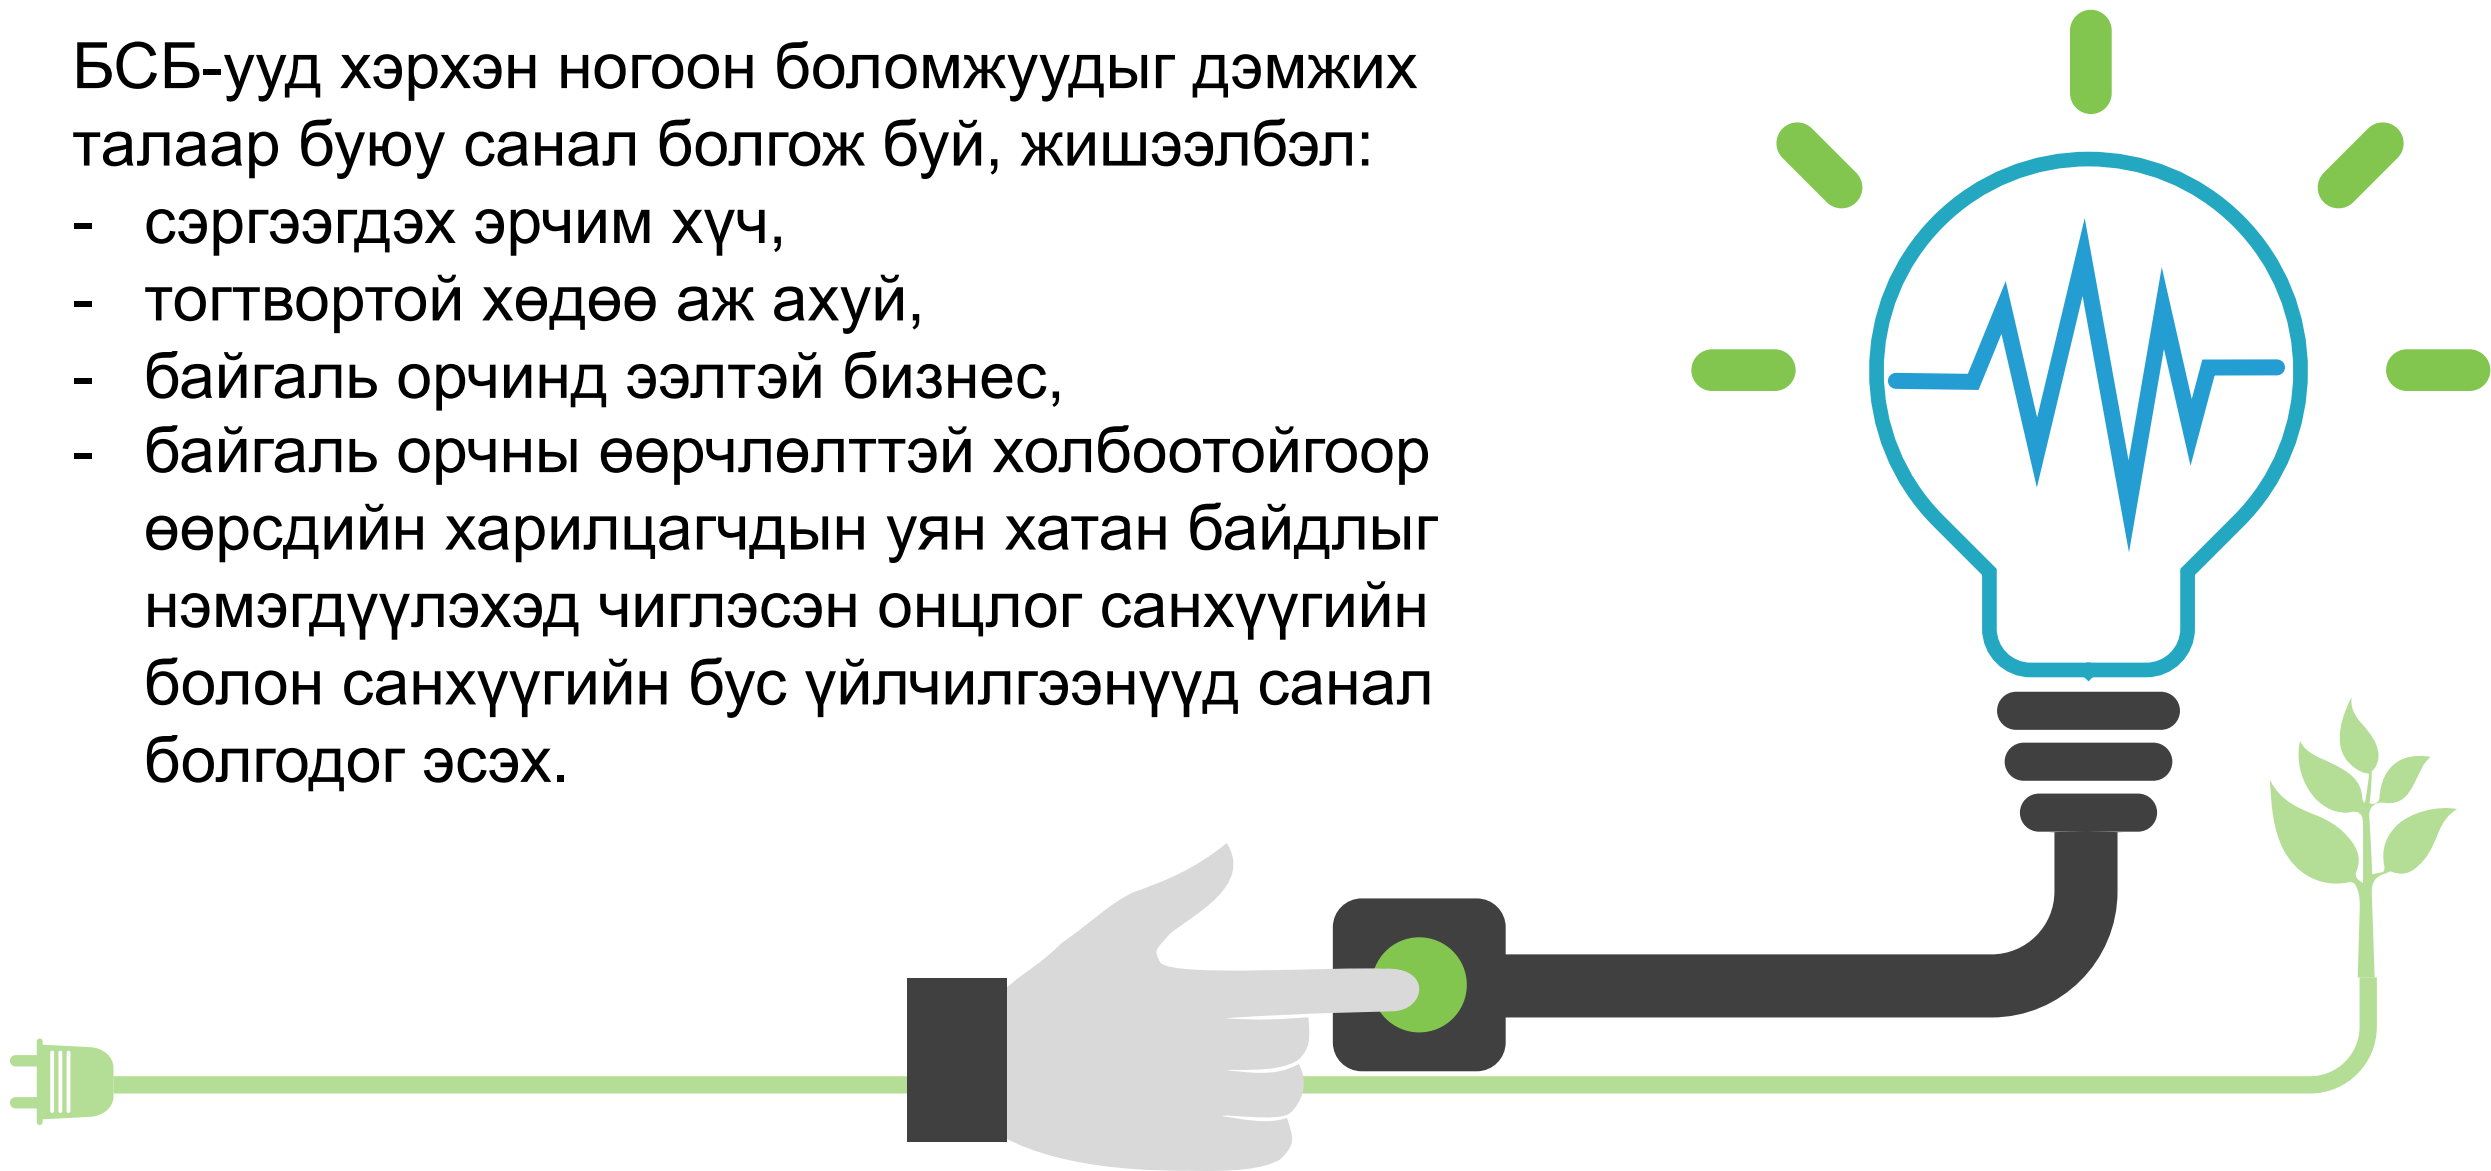 БСБ-ууд хэрхэн ногоон боломжуудыг дэмжих
талаар буюу санал болгож буй, жишээлбэл:
- сэргээгдэх эрчим хүч,
- тогтвортой хөдөө аж ахуй,
- байгаль орчинд ээлтэй бизнес,
- байгаль орчны өөрчлөлттэй холбоотойгоор
өөрсдийн харилцагчдын уян хатан байдлыг
нэмэгдүүлэхэд чиглэсэн онцлог санхүүгийн
болон санхүүгийн бус үйлчилгээнүүд санал
болгодог эсэх.